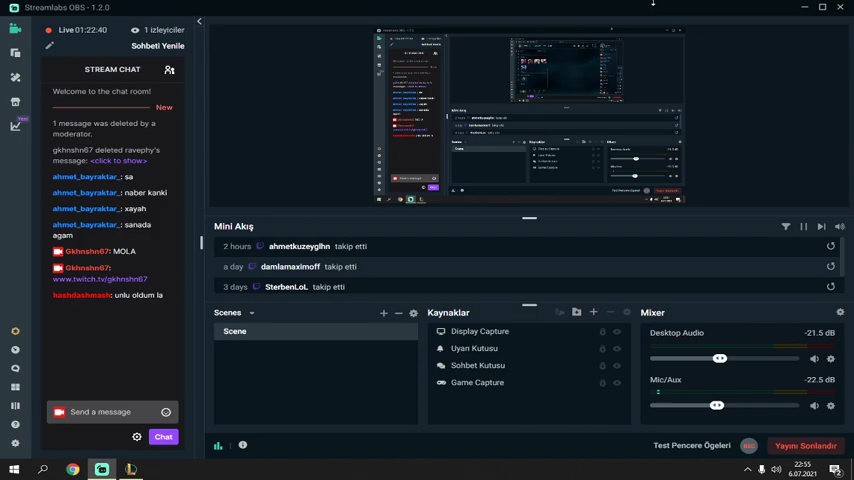 Streamlabs OBS - 1.2.0
Live 01:22:40
1 izleyiciler
Sohbeti Yenile
STREAM CHAT
Welcome to the chat room!
New
1 message was deleted by a
moderator.
gkhnshn67 deleted ravephy's
message: <click to show>
ahmet_bayraktar_: sa
ahmet_bayraktar_: naber kanki
ahmet_bayraktar_: xayah
ahmet_bayraktar_: sanada
agam
Gkhnshn67: MOLA
Gkhnshn67:
www.twitch.tv/gkhnshn67
hashdashmash: unlu oldum la
Send a message
Chat
Yeni
Mini Akış
2 hours ahmetkuzeyglhn takip etti
a day damlamaximoff takip etti
3 days SterbenLoL takip etti
Scenes
Scene
Kaynaklar
Display Capture
Uyarı Kutusu
Sohbet Kutusu
Game Capture
Mixer
Desktop Audio -21.5 dB
Mic/Aux -22.5 dB
Test Pencere Ögeleri
REC
Yayını Sonlandır
22:55
6.07.2021
2